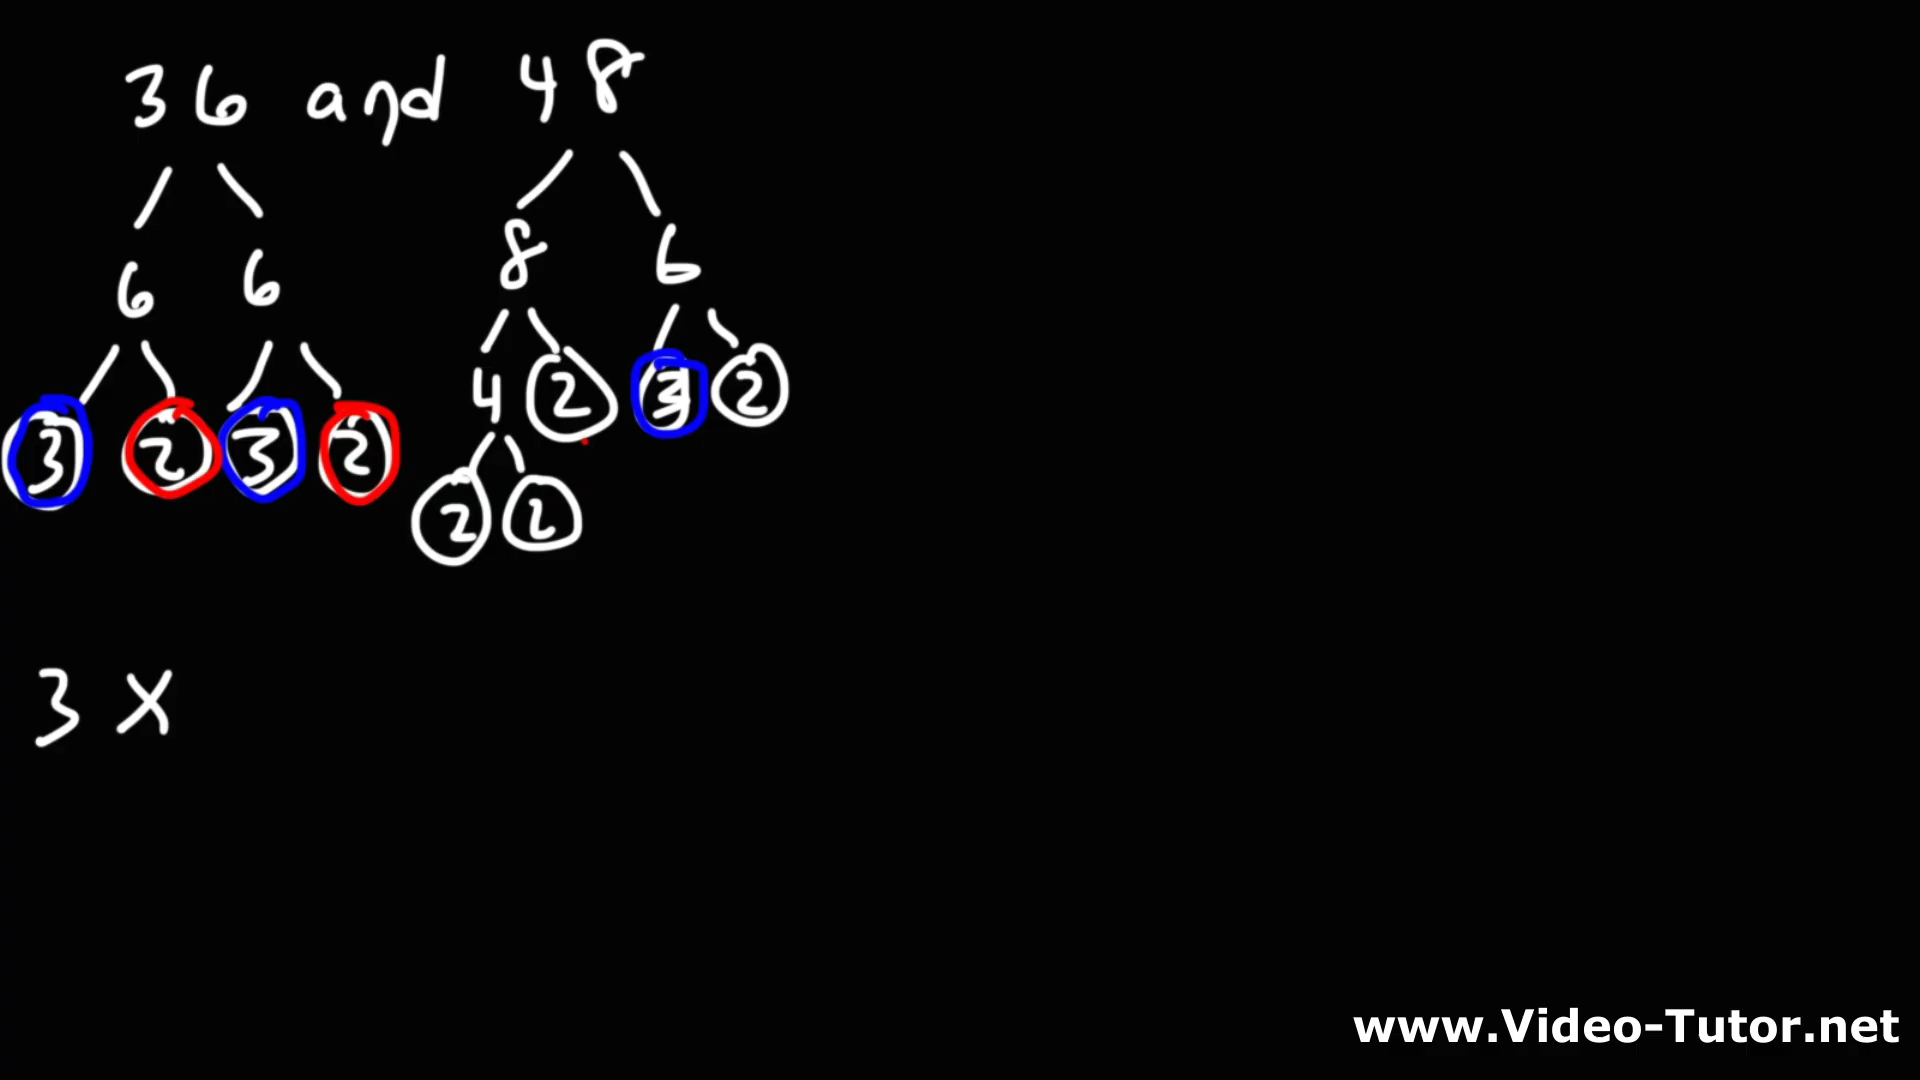 36 and 48
6 6 8 6
3 2 3 2 4 2 3 2
2 2
3 x
www.Video-Tutor.net